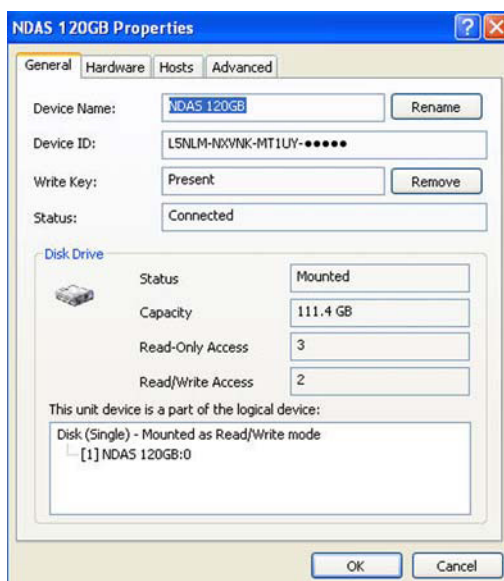 NDAS 120GB Properties
General Hardware Hosts Advanced
Device Name: NDAS 120GB Rename
Device ID: L5NLM-NXVNK-MT1UY-●●●●●
Write Key: Present Remove
Status: Connected
Disk Drive
Status Mounted
Capacity 111.4 GB
Read-Only Access 3
Read/Write Access 2
This unit device is a part of the logical device:
Disk (Single) - Mounted as Read/Write mode
[1] NDAS 120GB:0
OK Cancel